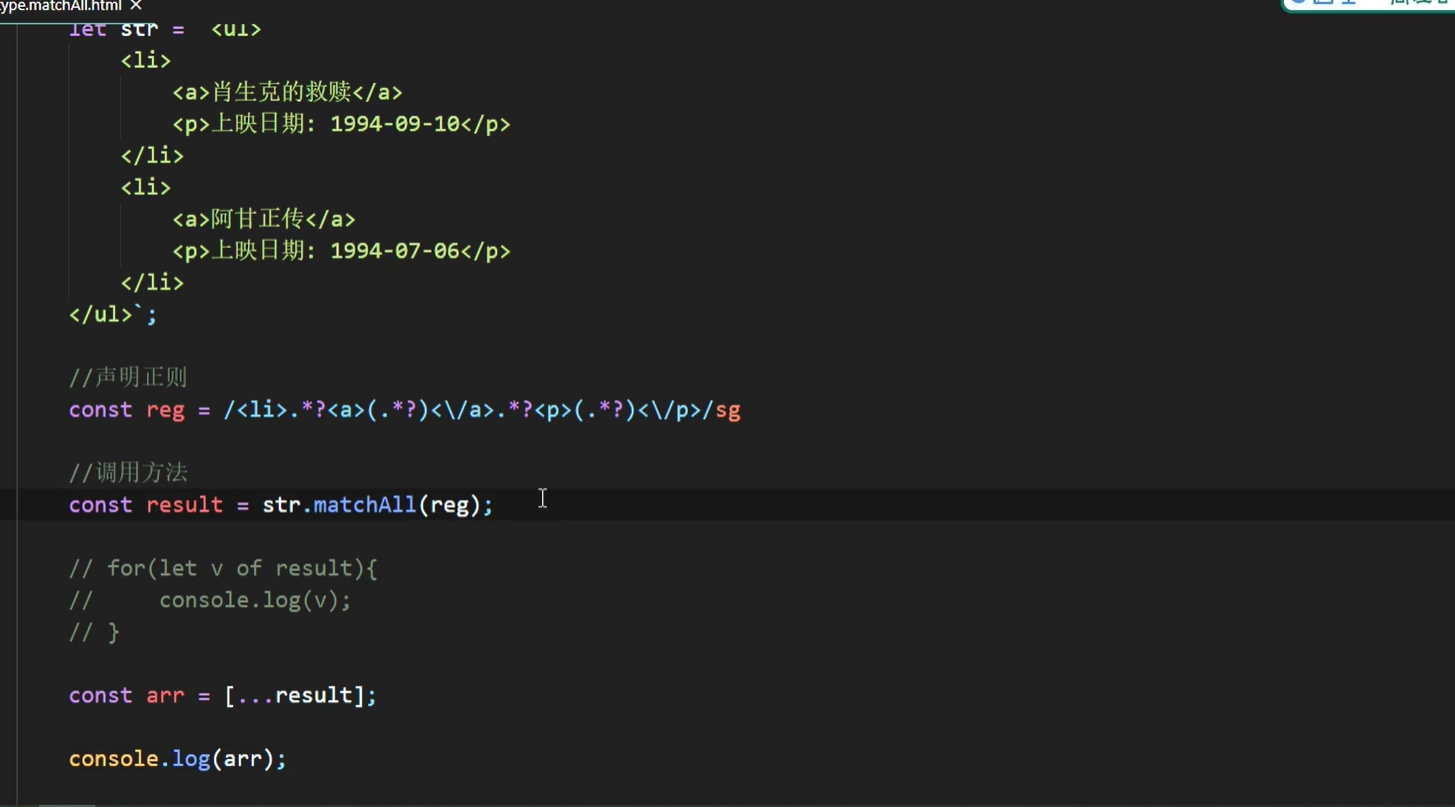 ype.matchAll.html ×
let str = <ul>
<li>
<a>肖生克的救赎</a>
<p>上映日期: 1994-09-10</p>
</li>
<li>
<a>阿甘正传</a>
<p>上映日期: 1994-07-06</p>
</li>
</ul>`;
//声明正则
const reg = /<li>.*?<a>(.*?)<\/a>.*?<p>(.*?)<\/p>/sg
//调用方法
const result = str.matchAll(reg);
// for(let v of result){
// console.log(v);
// }
const arr = [...result];
console.log(arr);